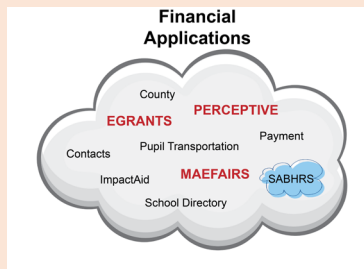 Financial
Applications
County
PERCEPTIVE
EGRANTS
Payment
Pupil Transportation
Contacts
MAEFAIRS
ImpactAid
SABHRS
School Directory